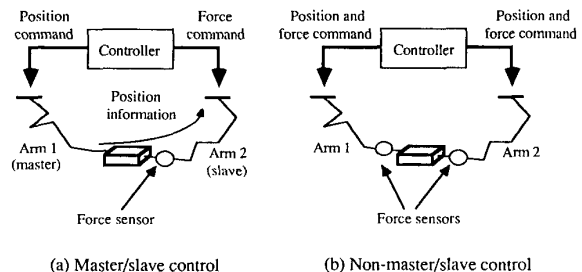 Position
command
Force
command
Controller
Position
information
Arm 1
(master)
Arm 2
(slave)
Force sensor
(a) Master/slave control
Position and
force command
Position and
force command
Controller
Arm 1
Arm 2
Force sensors
(b) Non-master/slave control